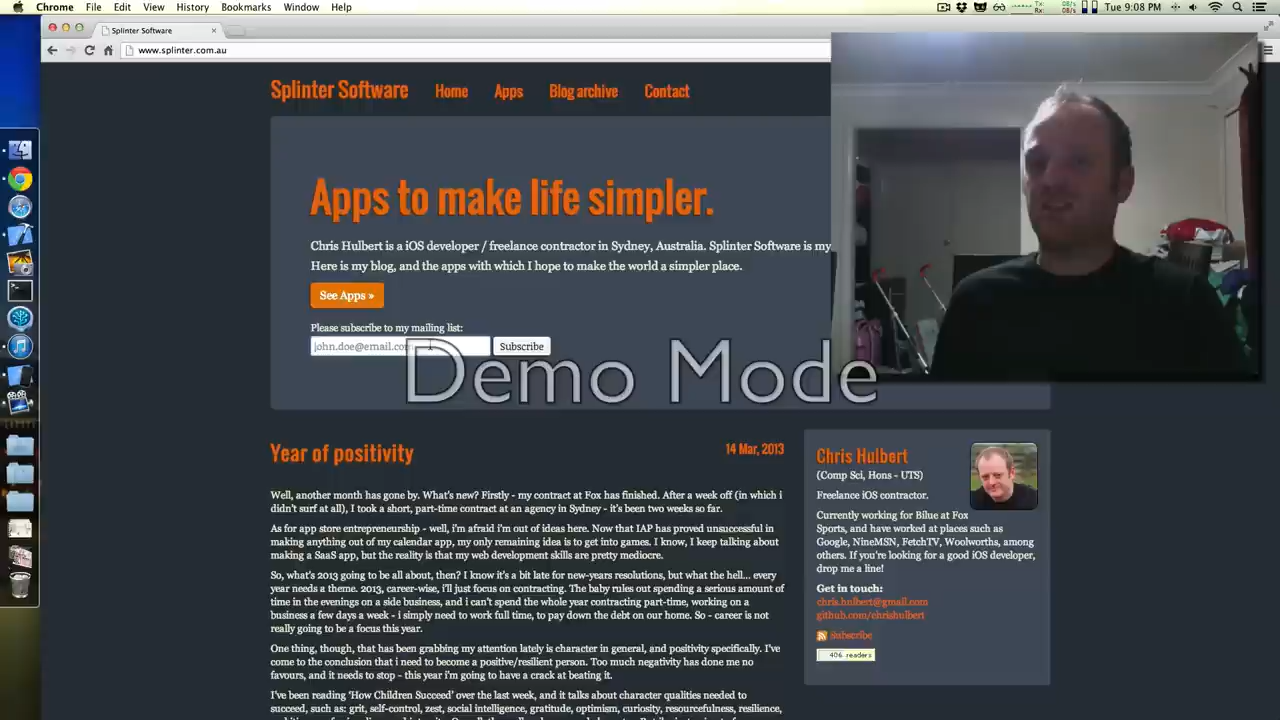 Chrome File Edit View History Bookmarks Window Help
Tue 9:08 PM
Splinter Software
www.splinter.com.au
Splinter Software Home Apps Blog archive Contact
Apps to make life simpler.
Chris Hulbert is a iOS developer / freelance contractor in Sydney, Australia. Splinter Software is my
Here is my blog, and the apps with which I hope to make the world a simpler place.
See Apps »
Please subscribe to my mailing list:
john.doe@email.com Subscribe
Demo Mode
Year of positivity 14 Mar, 2013
Well, another month has gone by. What's new? Firstly - my contract at Fox has finished. After a week off (in which i
didn't surf at all), I took a short, part-time contract at an agency in Sydney - it's been two weeks so far.
As for app store entrepreneurship - well, i'm afraid i'm out of ideas here. Now that IAP has proved unsuccessful in
making anything out of my calendar app, my only remaining idea is to get into games. I know, I keep talking about
making a SaaS app, but the reality is that my web development skills are pretty mediocre.
So, what's 2013 going to be all about, then? I know it's a bit late for new-years resolutions, but what the hell... every
year needs a theme. 2013, career-wise, i'll just focus on contracting. The baby rules out spending a serious amount of
time in the evenings on a side business, and i can't spend the whole year contracting part-time, working on a
business a few days a week - i simply need to work full time, to pay down the debt on our home. So - career is not
really going to be a focus this year.
One thing, though, that has been grabbing my attention lately is character in general, and positivity specifically. I've
come to the conclusion that i need to become a positive/resilient person. Too much negativity has done me no
favours, and it needs to stop - this year i'm going to have a crack at beating it.
I've been reading 'How Children Succeed' over the last week, and it talks about character qualities needed to
succeed, such as: grit, self-control, zest, social intelligence, gratitude, optimism, curiosity, resourcefulness, resilience,
Chris Hulbert
(Comp Sci, Hons - UTS)
Freelance iOS contractor.
Currently working for Bliue at Fox
Sports, and have worked at places such as
Google, NineMSN, FetchTV, Woolworths, among
others. If you're looking for a good iOS developer,
drop me a line!
Get in touch:
chris.hulbert@gmail.com
github.com/chrishulbert
Subscribe
406 readers